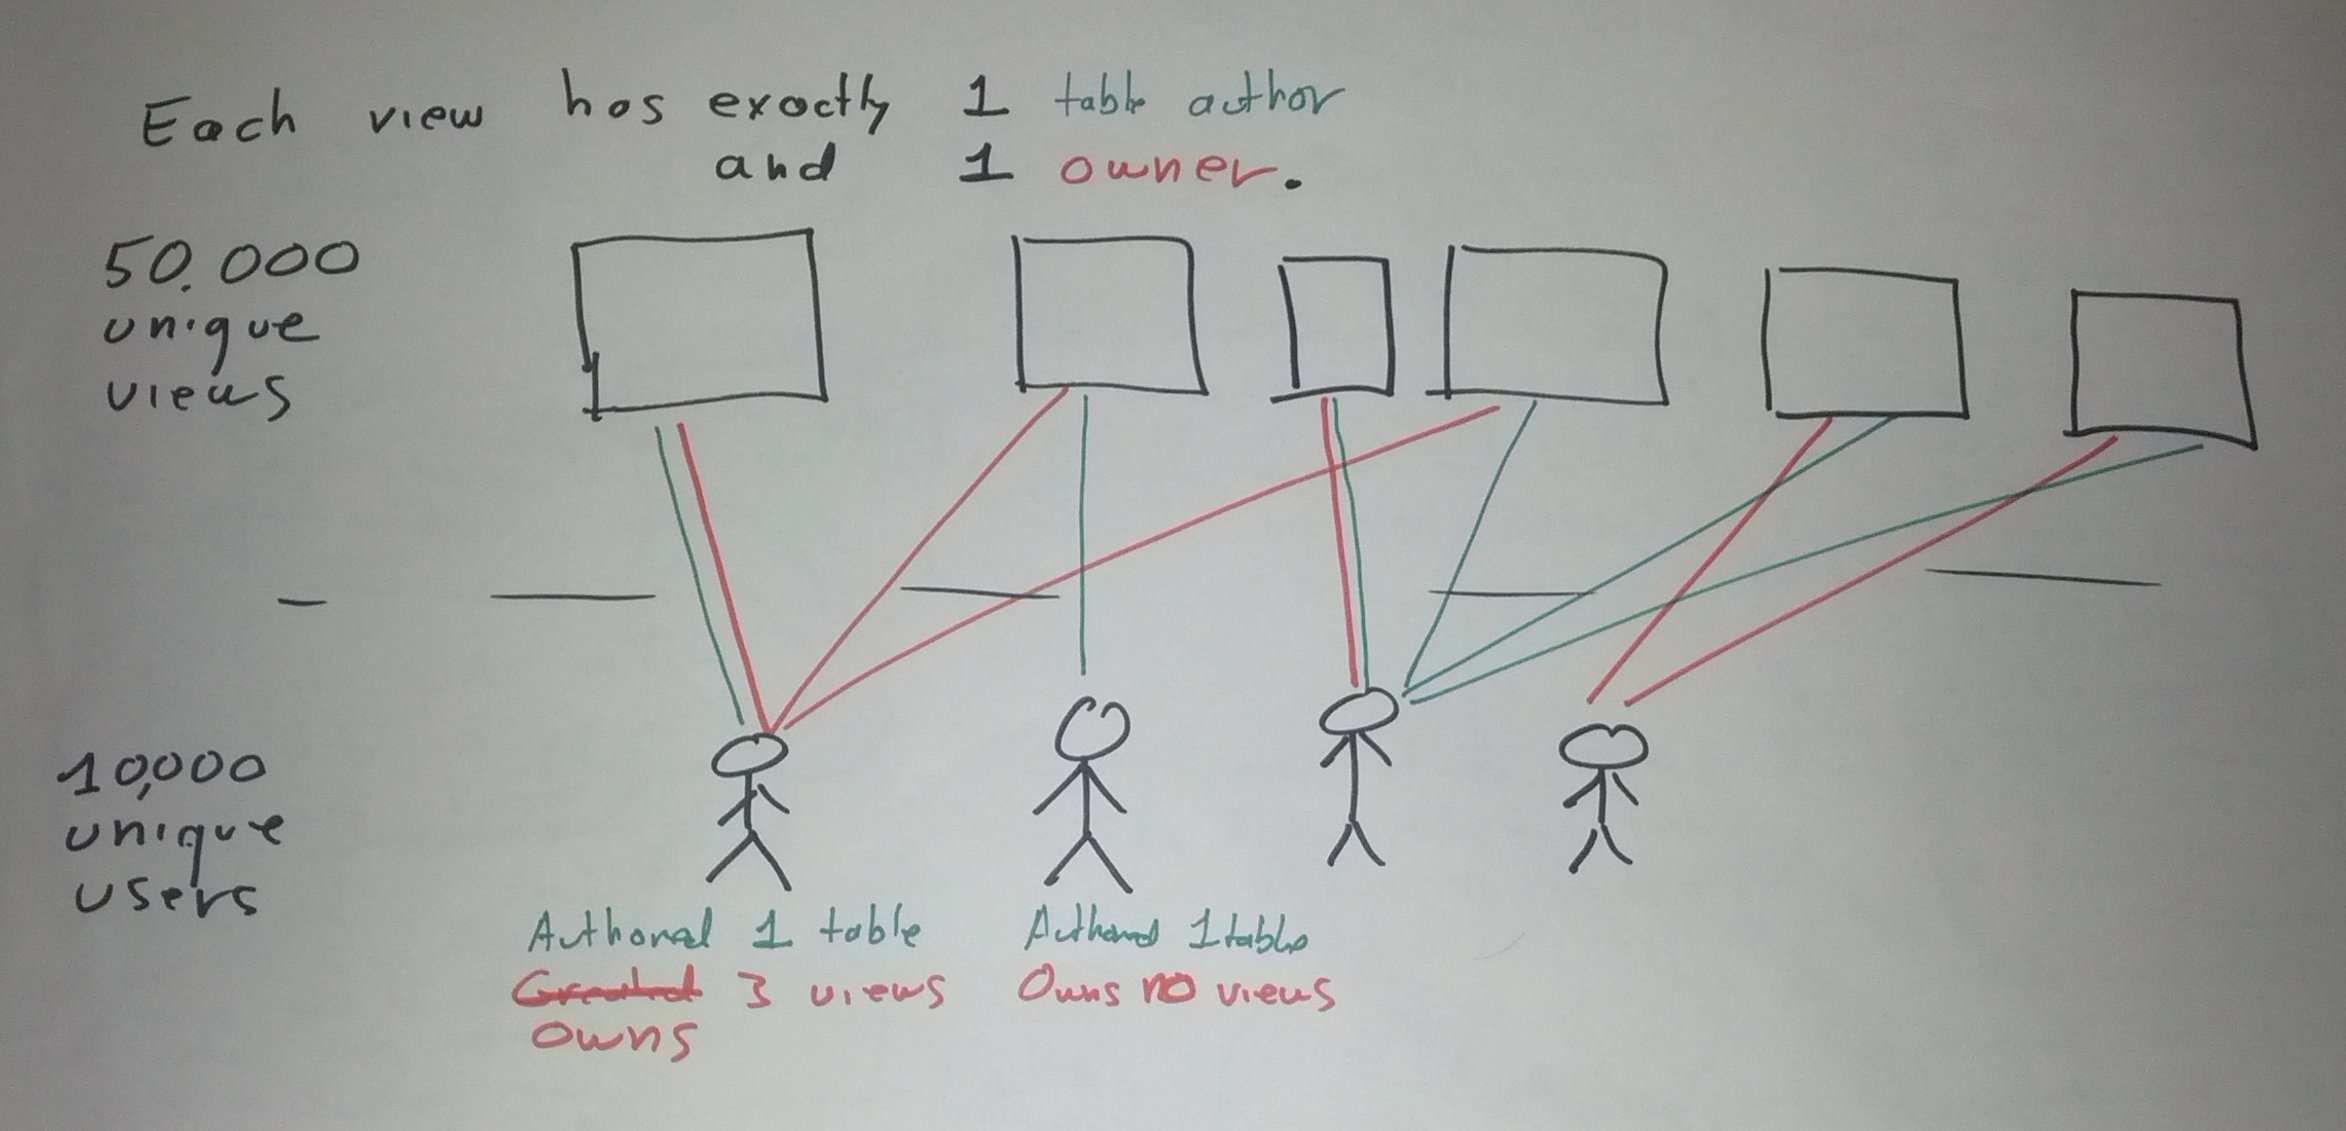 Each view has exactly 1 table author
and 1 owner.
50.000
unique
views
10,000
unique
users
Authored 1 table
Created 3 views
owns
Authored 1 table
Owns no views